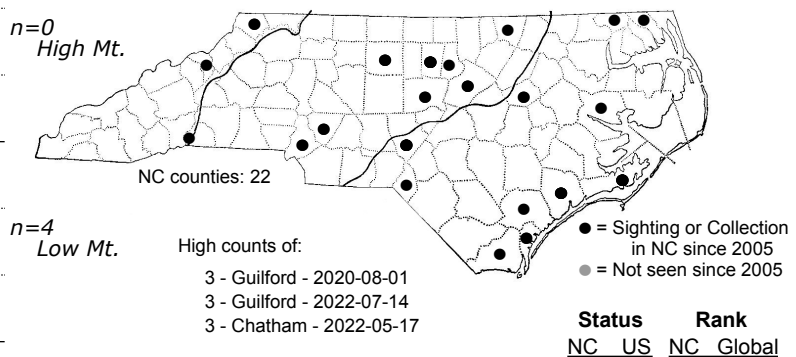 n=0
High Mt.
NC counties: 22
n=4
Low Mt.
High counts of:
3 - Guilford - 2020-08-01
3 - Guilford - 2022-07-14
3 - Chatham - 2022-05-17
● = Sighting or Collection
in NC since 2005
● = Not seen since 2005
Status Rank
NC US NC Global